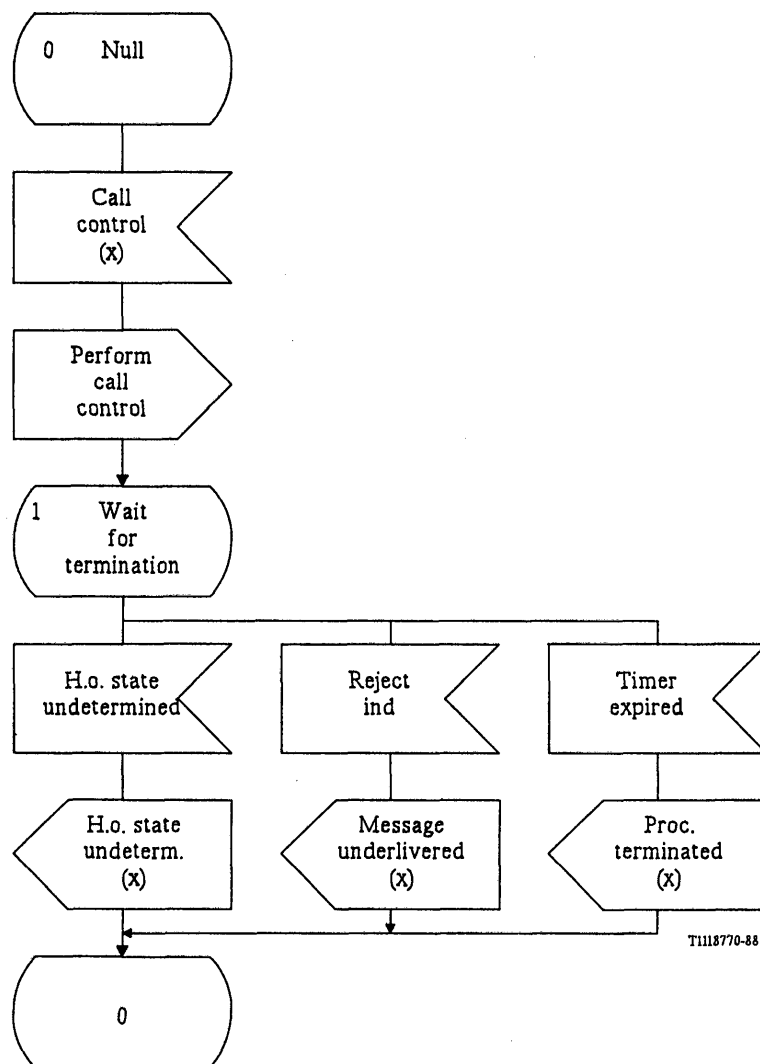 0 Null
Call
control
(x)
Perform
call
control
1 Wait
for
termination
H.o. state
undetermined
Reject
ind
Timer
expired
H.o. state
undeterm.
(x)
Message
underlivered
(x)
Proc.
terminated
(x)
T1118770-88
0